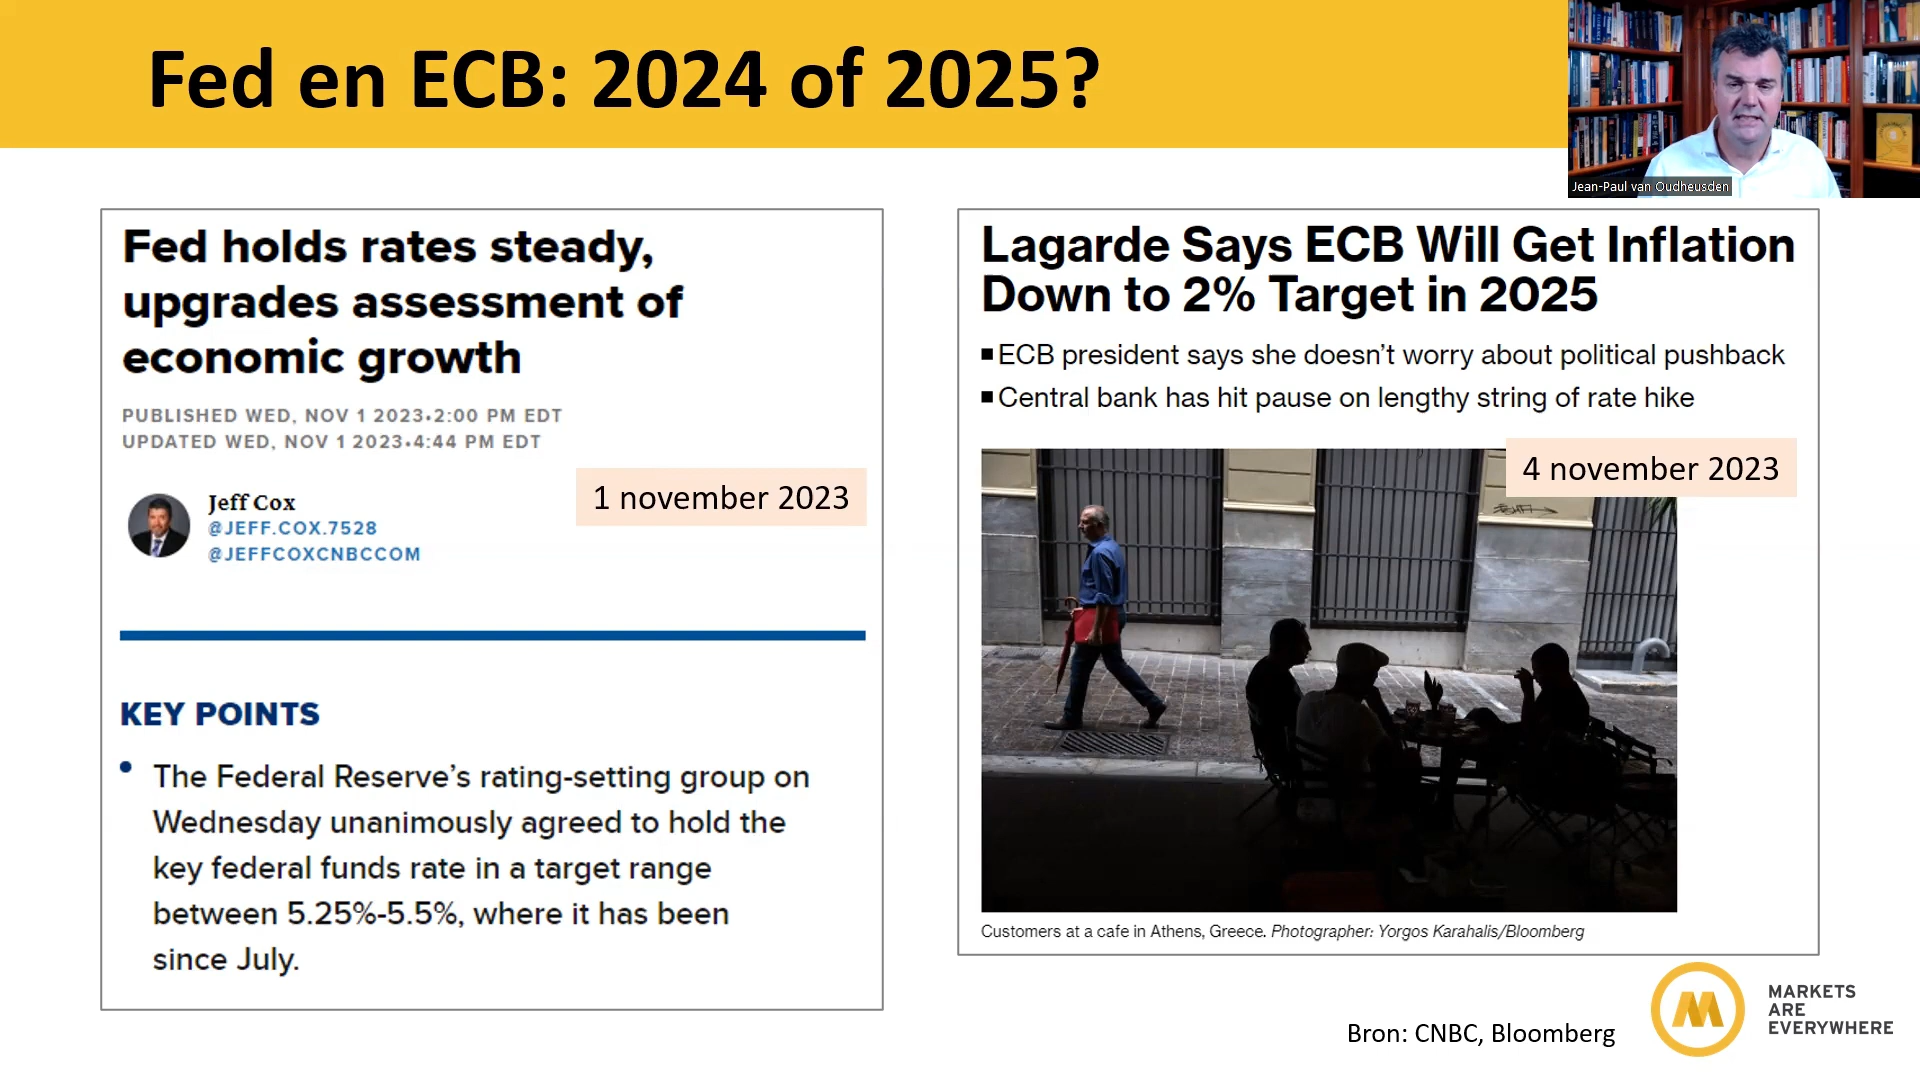 Fed en ECB: 2024 of 2025?
Jean-Paul van Oudheusden
Fed holds rates steady,
upgrades assessment of
economic growth
PUBLISHED WED, NOV 1 2023•2:00 PM EDT
UPDATED WED, NOV 1 2023•4:44 PM EDT
Jeff Cox
@JEFF.COX.7528
@JEFFCOXCNBCCOM
1 november 2023
KEY POINTS
• The Federal Reserve’s rating-setting group on
Wednesday unanimously agreed to hold the
key federal funds rate in a target range
between 5.25%-5.5%, where it has been
since July.
Lagarde Says ECB Will Get Inflation
Down to 2% Target in 2025
■ ECB president says she doesn’t worry about political pushback
■ Central bank has hit pause on lengthy string of rate hike
4 november 2023
Customers at a cafe in Athens, Greece. Photographer: Yorgos Karahalis/Bloomberg
Bron: CNBC, Bloomberg
MARKETS
ARE
EVERYWHERE